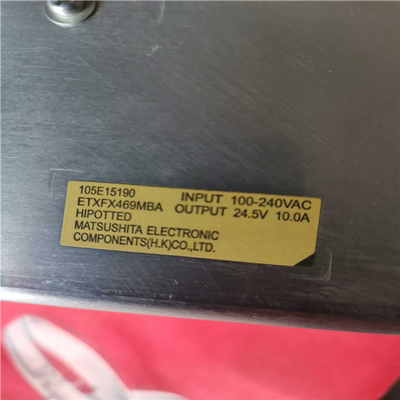 105E15190 INPUT 100-240VAC
ETXFX469MBA OUTPUT 24.5V 10.0A
HIPOTTED
MATSUSHITA ELECTRONIC
COMPONENTS(H.K)CO.,LTD.